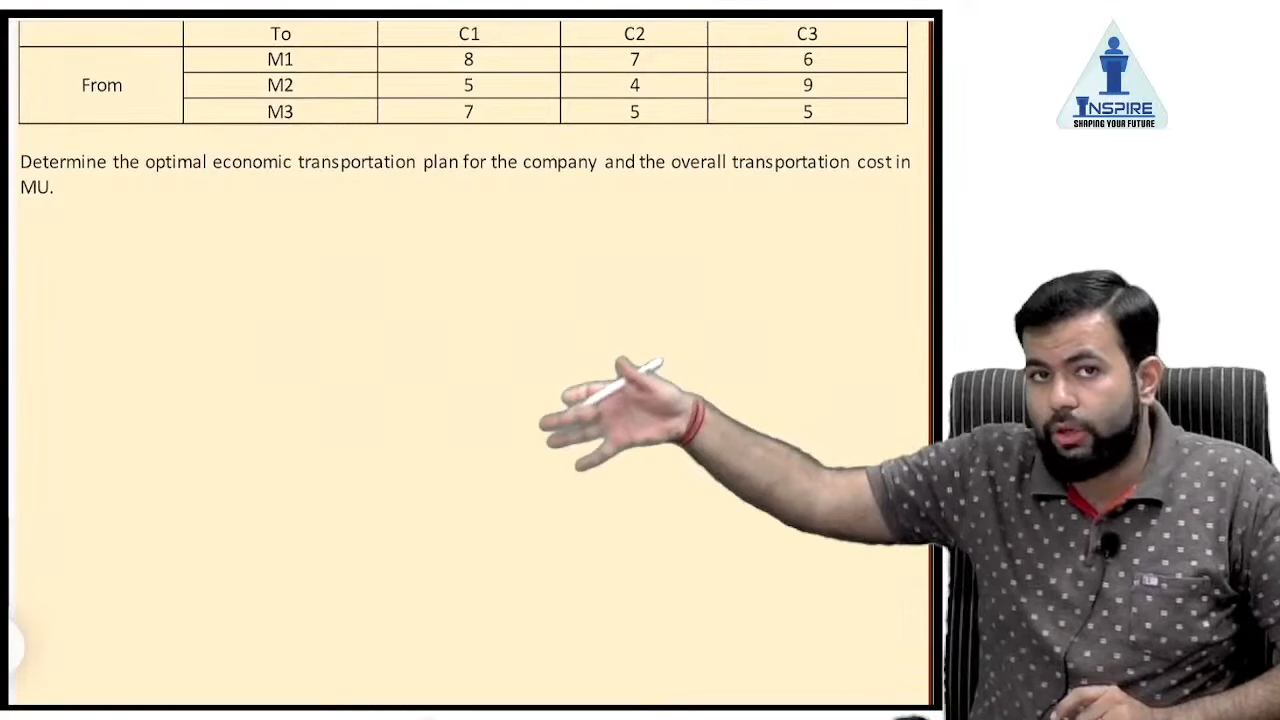 To C1 C2 C3
From M1 8 7 6
M2 5 4 9
M3 7 5 5
Determine the optimal economic transportation plan for the company and the overall transportation cost in
MU.
INSPIRE
SHAPING YOUR FUTURE